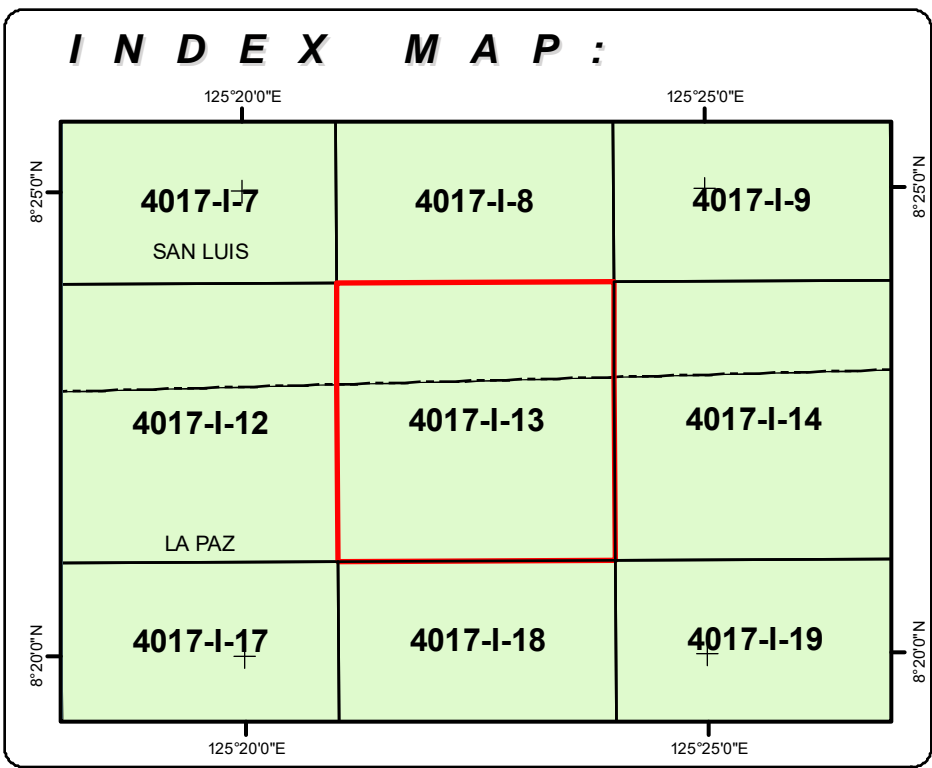 INDEX MAP:
125°20'0"E 125°25'0"E
8°25'0"N 8°25'0"N
4017-I-7 4017-I-8 4017-I-9
SAN LUIS
4017-I-12 4017-I-13 4017-I-14
LA PAZ
4017-I-17 4017-I-18 4017-I-19
8°20'0"N 8°20'0"N
125°20'0"E 125°25'0"E